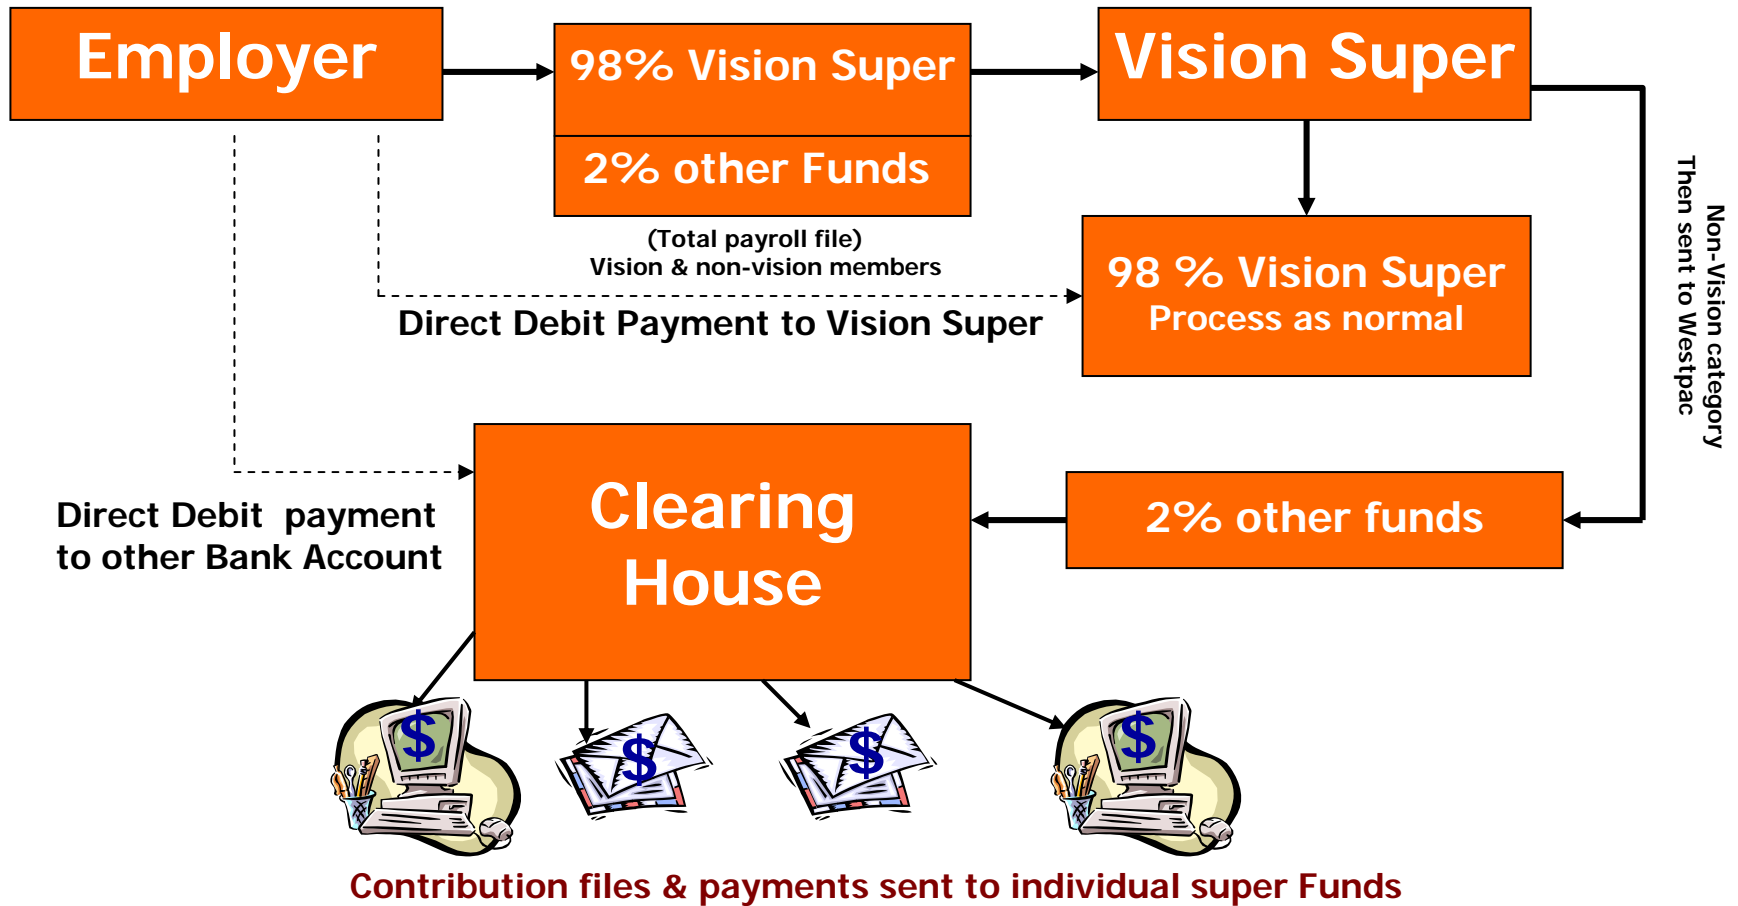 Employer
98% Vision Super
2% other Funds
(Total payroll file)
Vision & non-vision members
Vision Super
Non-Vision category
Then sent to Westpac
98 % Vision Super
Process as normal
Direct Debit Payment to Vision Super
Direct Debit  payment
to other Bank Account
Clearing
House
2% other funds
$
$
$
$
Contribution files & payments sent to individual super Funds